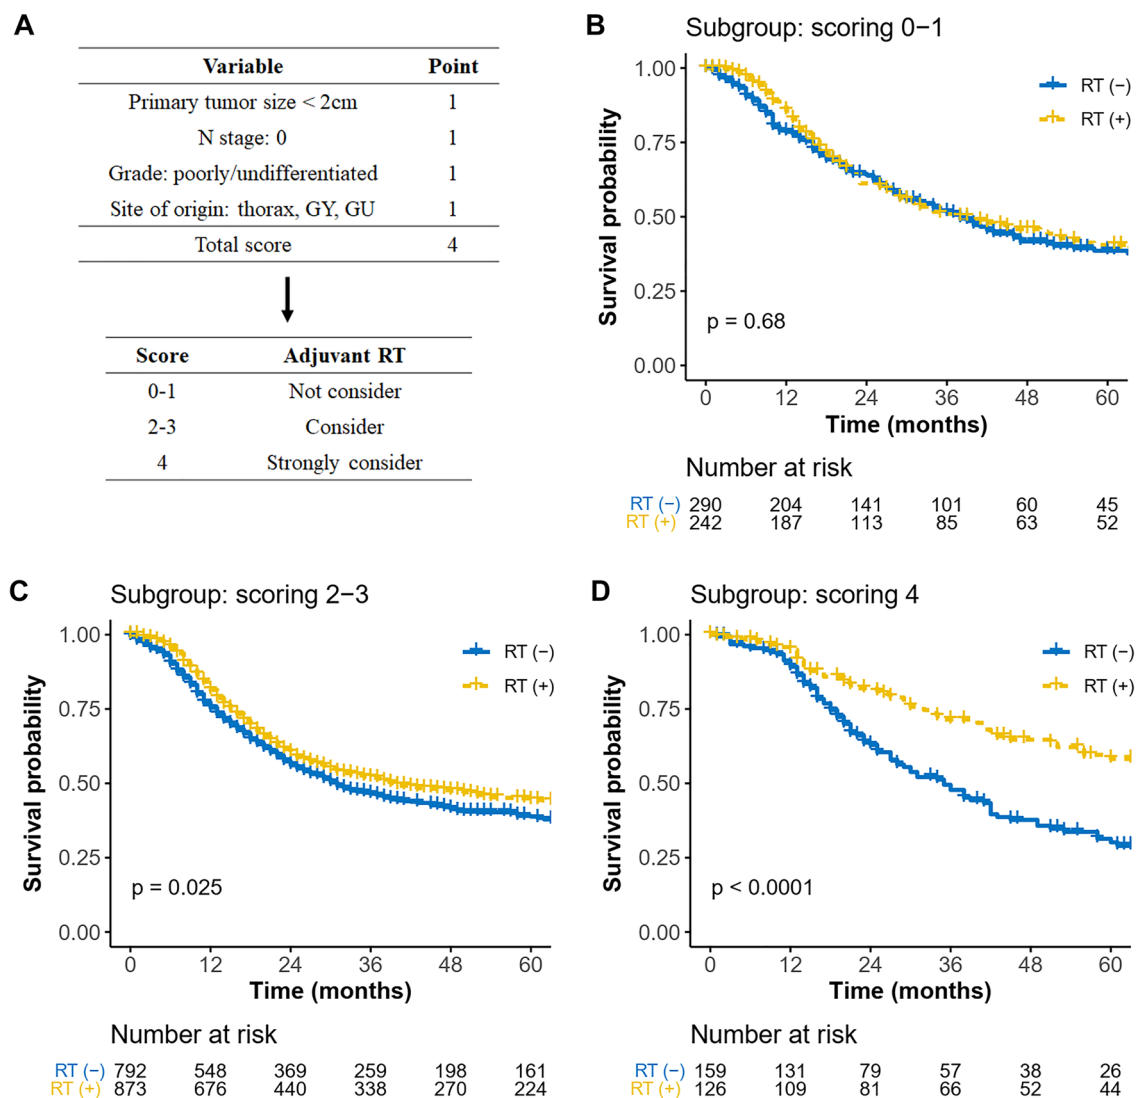 A
Variable Point
Primary tumor size < 2cm 1
N stage: 0 1
Grade: poorly/undifferentiated 1
Site of origin: thorax, GY, GU 1
Total score 4
Score Adjuvant RT
0-1 Not consider
2-3 Consider
4 Strongly consider
B
Subgroup: scoring 0−1
RT (−)
RT (+)
Survival probability
1.00
0.75
0.50
0.25
0.00
p = 0.68
0 12 24 36 48 60
Time (months)
Number at risk
RT (−) 290 204 141 101 60 45
RT (+) 242 187 113 85 63 52
C
Subgroup: scoring 2−3
RT (−)
RT (+)
Survival probability
1.00
0.75
0.50
0.25
0.00
p = 0.025
0 12 24 36 48 60
Time (months)
Number at risk
RT (−) 792 548 369 259 198 161
RT (+) 873 676 440 338 270 224
D
Subgroup: scoring 4
RT (−)
RT (+)
Survival probability
1.00
0.75
0.50
0.25
0.00
p < 0.0001
0 12 24 36 48 60
Time (months)
Number at risk
RT (−) 159 131 79 57 38 26
RT (+) 126 109 81 66 52 44